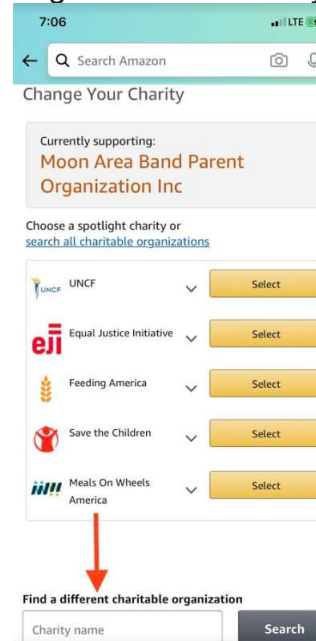 7:06
LTE
Search Amazon
Change Your Charity
Currently supporting:
Moon Area Band Parent
Organization Inc
Choose a spotlight charity or
search all charitable organizations
UNCF UNCF Select
eji Equal Justice Initiative Select
Feeding America Select
Save the Children Select
Meals On Wheels
America
Select
Find a different charitable organization
Charity name Search